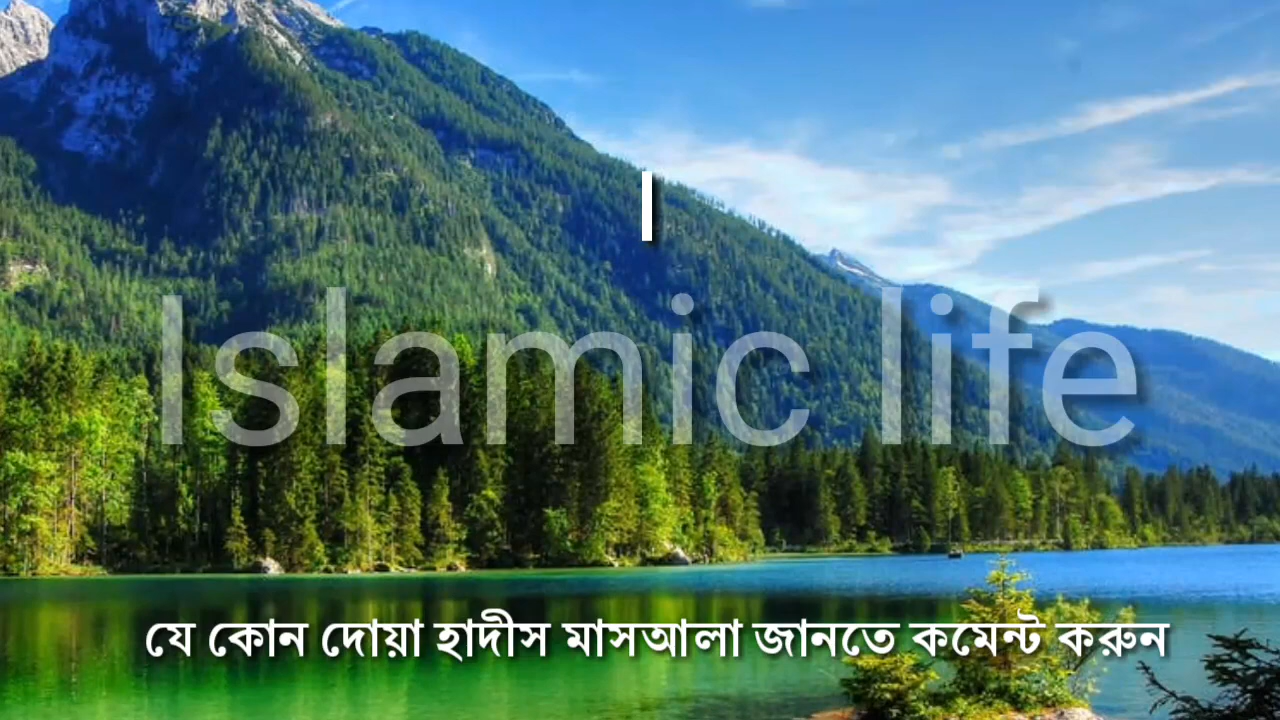 I
Islamic life
যে কোন দোয়া হাদীস মাসআলা জানতে কমেন্ট করুন